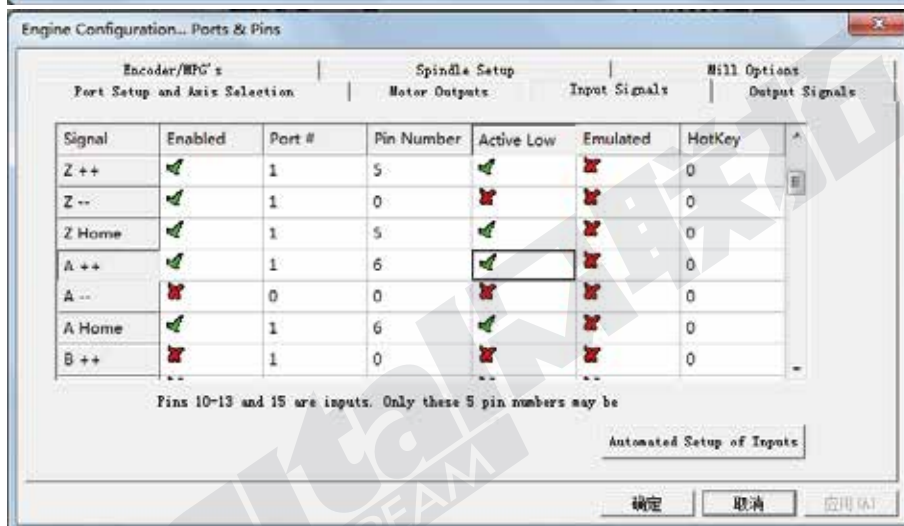 Engine Configuration... Ports & Pins
Encoder/MPG's Spindle Setup Mill Options
Port Setup and Axis Selection Motor Outputs Input Signals Output Signals
Signal Enabled Port # Pin Number Active Low Emulated HotKey
Z ++ 1 5 0
Z -- 1 0 0
Z Home 1 5 0
A ++ 1 6 0
A -- 0 0 0
A Home 1 6 0
B ++ 1 0 0
Pins 10-13 and 15 are inputs. Only these 5 pin numbers may be
Automated Setup of Inputs
确定 取消 应用(A)